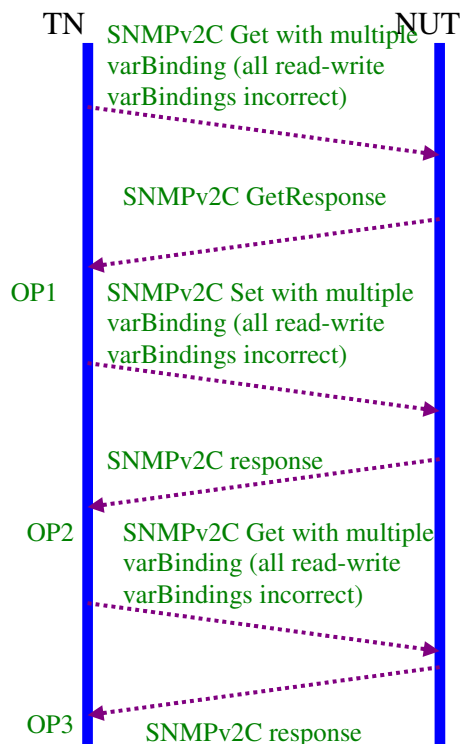 TN
NUT
SNMPv2C Get with multiple
varBinding (all read-write
varBindings incorrect)
SNMPv2C GetResponse
OP1
SNMPv2C Set with multiple
varBinding (all read-write
varBindings incorrect)
SNMPv2C response
OP2
SNMPv2C Get with multiple
varBinding (all read-write
varBindings incorrect)
OP3
SNMPv2C response